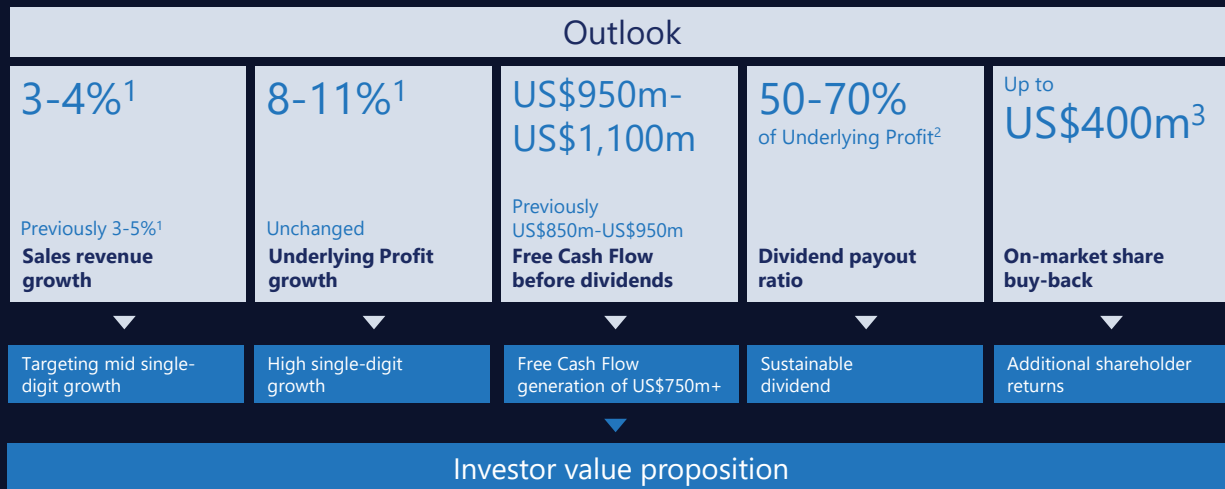 Outlook
3-4%¹
Previously 3-5%¹
Sales revenue
growth
8-11%¹
Unchanged
Underlying Profit
growth
US$950m-
US$1,100m
Previously
US$850m-US$950m
Free Cash Flow
before dividends
50-70%
of Underlying Profit²
Dividend payout
ratio
Up to
US$400m³
On-market share
buy-back
Targeting mid single-
digit growth
High single-digit
growth
Free Cash Flow
generation of US$750m+
Sustainable
dividend
Additional shareholder
returns
Investor value proposition